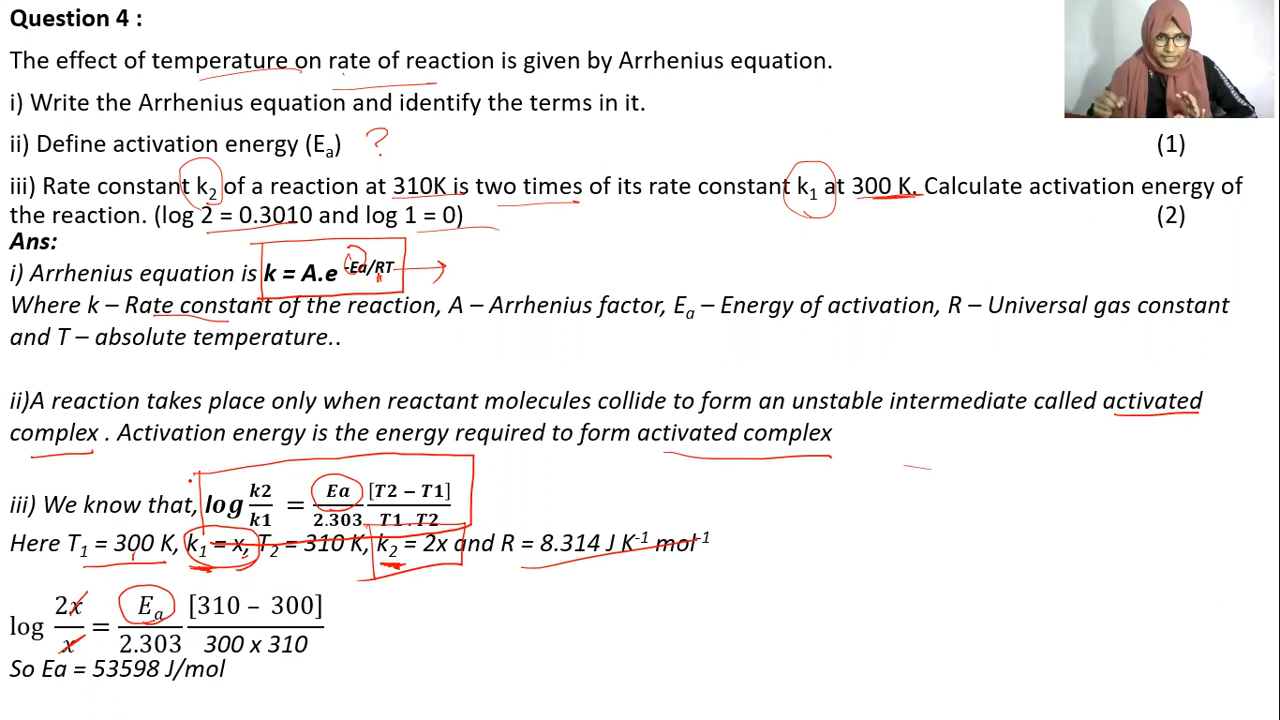 Question 4 :
The effect of temperature on rate of reaction is given by Arrhenius equation.
i) Write the Arrhenius equation and identify the terms in it.
ii) Define activation energy (Eₐ) ? (1)
iii) Rate constant k₂ of a reaction at 310K is two times of its rate constant k₁ at 300 K. Calculate activation energy of
the reaction. (log 2 = 0.3010 and log 1 = 0) (2)
Ans:
i) Arrhenius equation is k = A.e ⁻ᴱᵃ/ᴿᵀ
Where k – Rate constant of the reaction, A – Arrhenius factor, Eₐ – Energy of activation, R – Universal gas constant
and T – absolute temperature..
ii)A reaction takes place only when reactant molecules collide to form an unstable intermediate called activated
complex . Activation energy is the energy required to form activated complex
iii) We know that, log k2/k1 = Ea/2.303 [T2 – T1]/T1 . T2
Here T₁ = 300 K, k₁ = x, T₂ = 310 K, k₂ = 2x and R = 8.314 J K⁻¹ mol⁻¹
log 2x/x = Eₐ/2.303 [310 – 300]/300 x 310
So Ea = 53598 J/mol